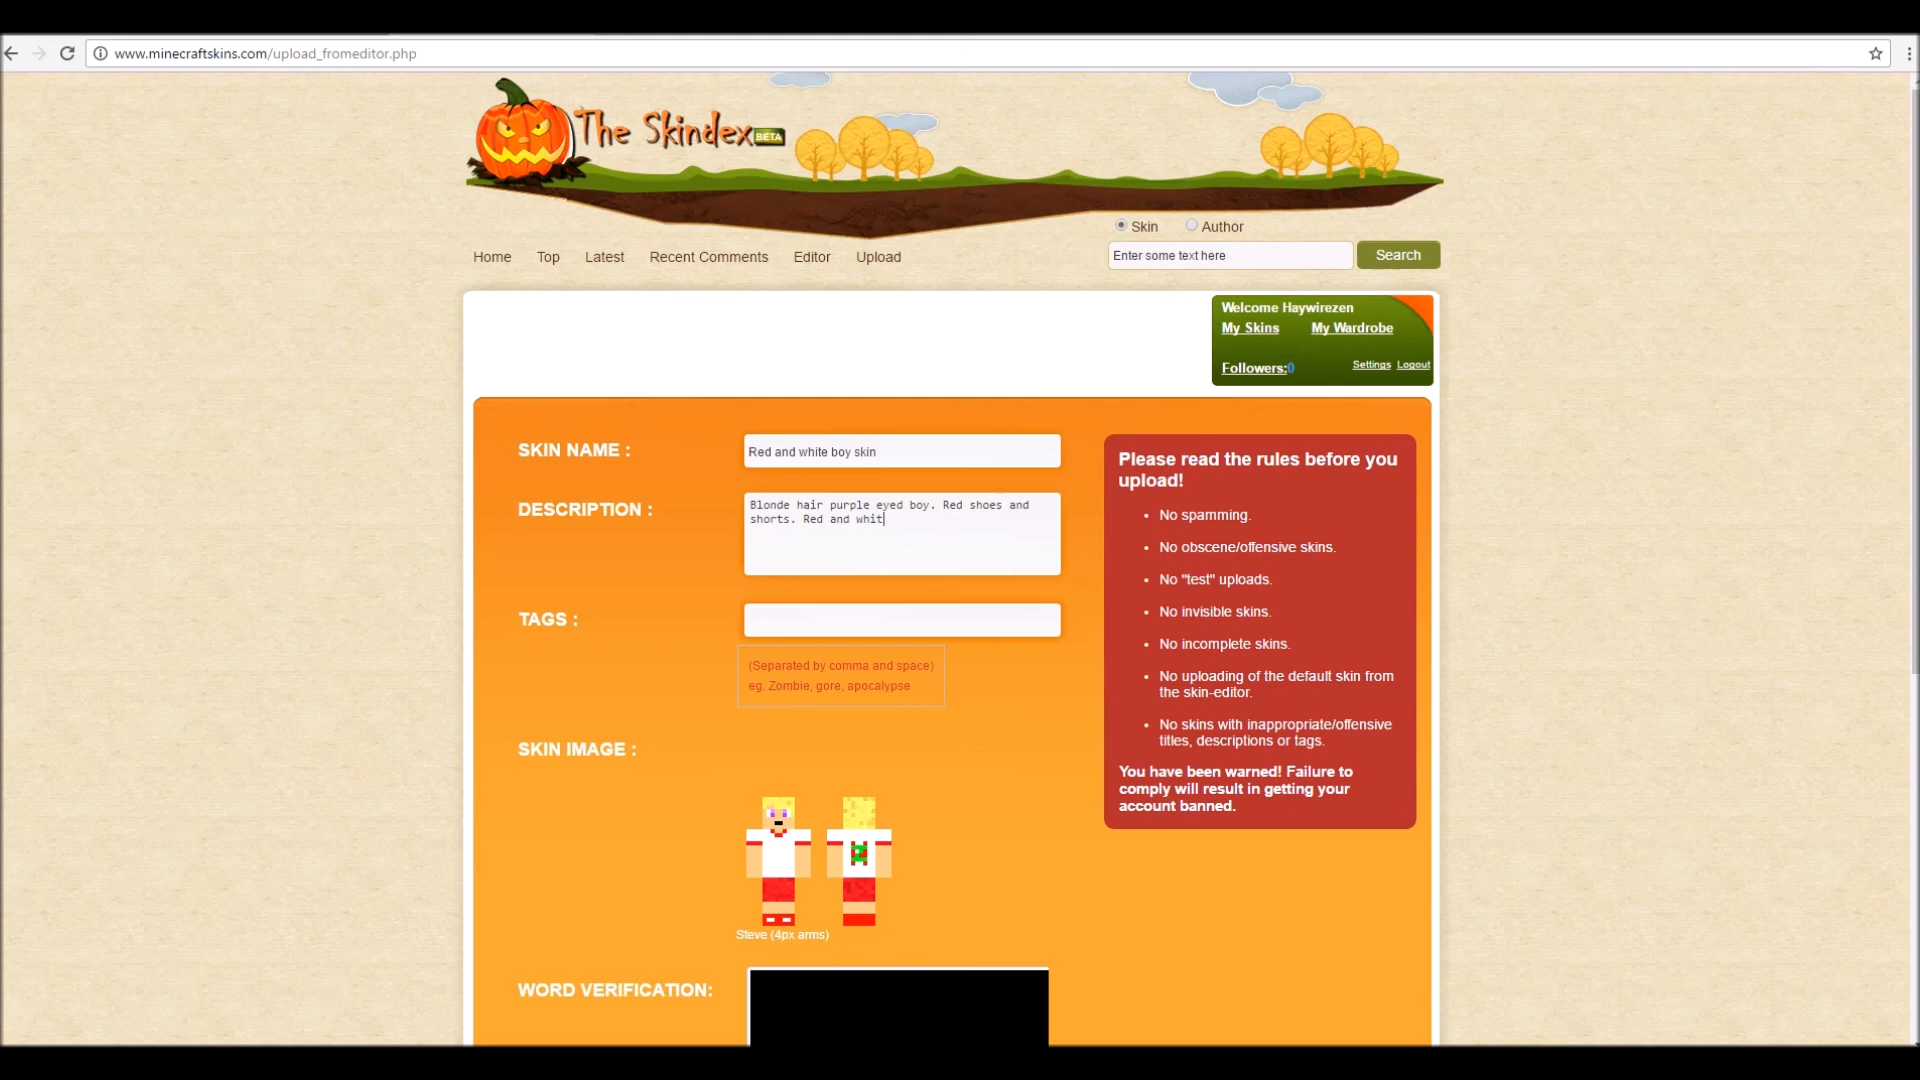 www.minecraftskins.com/upload_fromeditor.php
The Skindex BETA
Skin Author
Home Top Latest Recent Comments Editor Upload
Enter some text here
Search
Welcome Haywirezen
My Skins My Wardrobe
Followers:0 Settings Logout
SKIN NAME :
Red and white boy skin
DESCRIPTION :
Blonde hair purple eyed boy. Red shoes and
shorts. Red and whit
TAGS :
(Separated by comma and space)
eg. Zombie, gore, apocalypse
SKIN IMAGE :
Steve (4px arms)
WORD VERIFICATION:
Please read the rules before you
upload!
• No spamming.
• No obscene/offensive skins.
• No "test" uploads.
• No invisible skins.
• No incomplete skins.
• No uploading of the default skin from
the skin-editor.
• No skins with inappropriate/offensive
titles, descriptions or tags.
You have been warned! Failure to
comply will result in getting your
account banned.